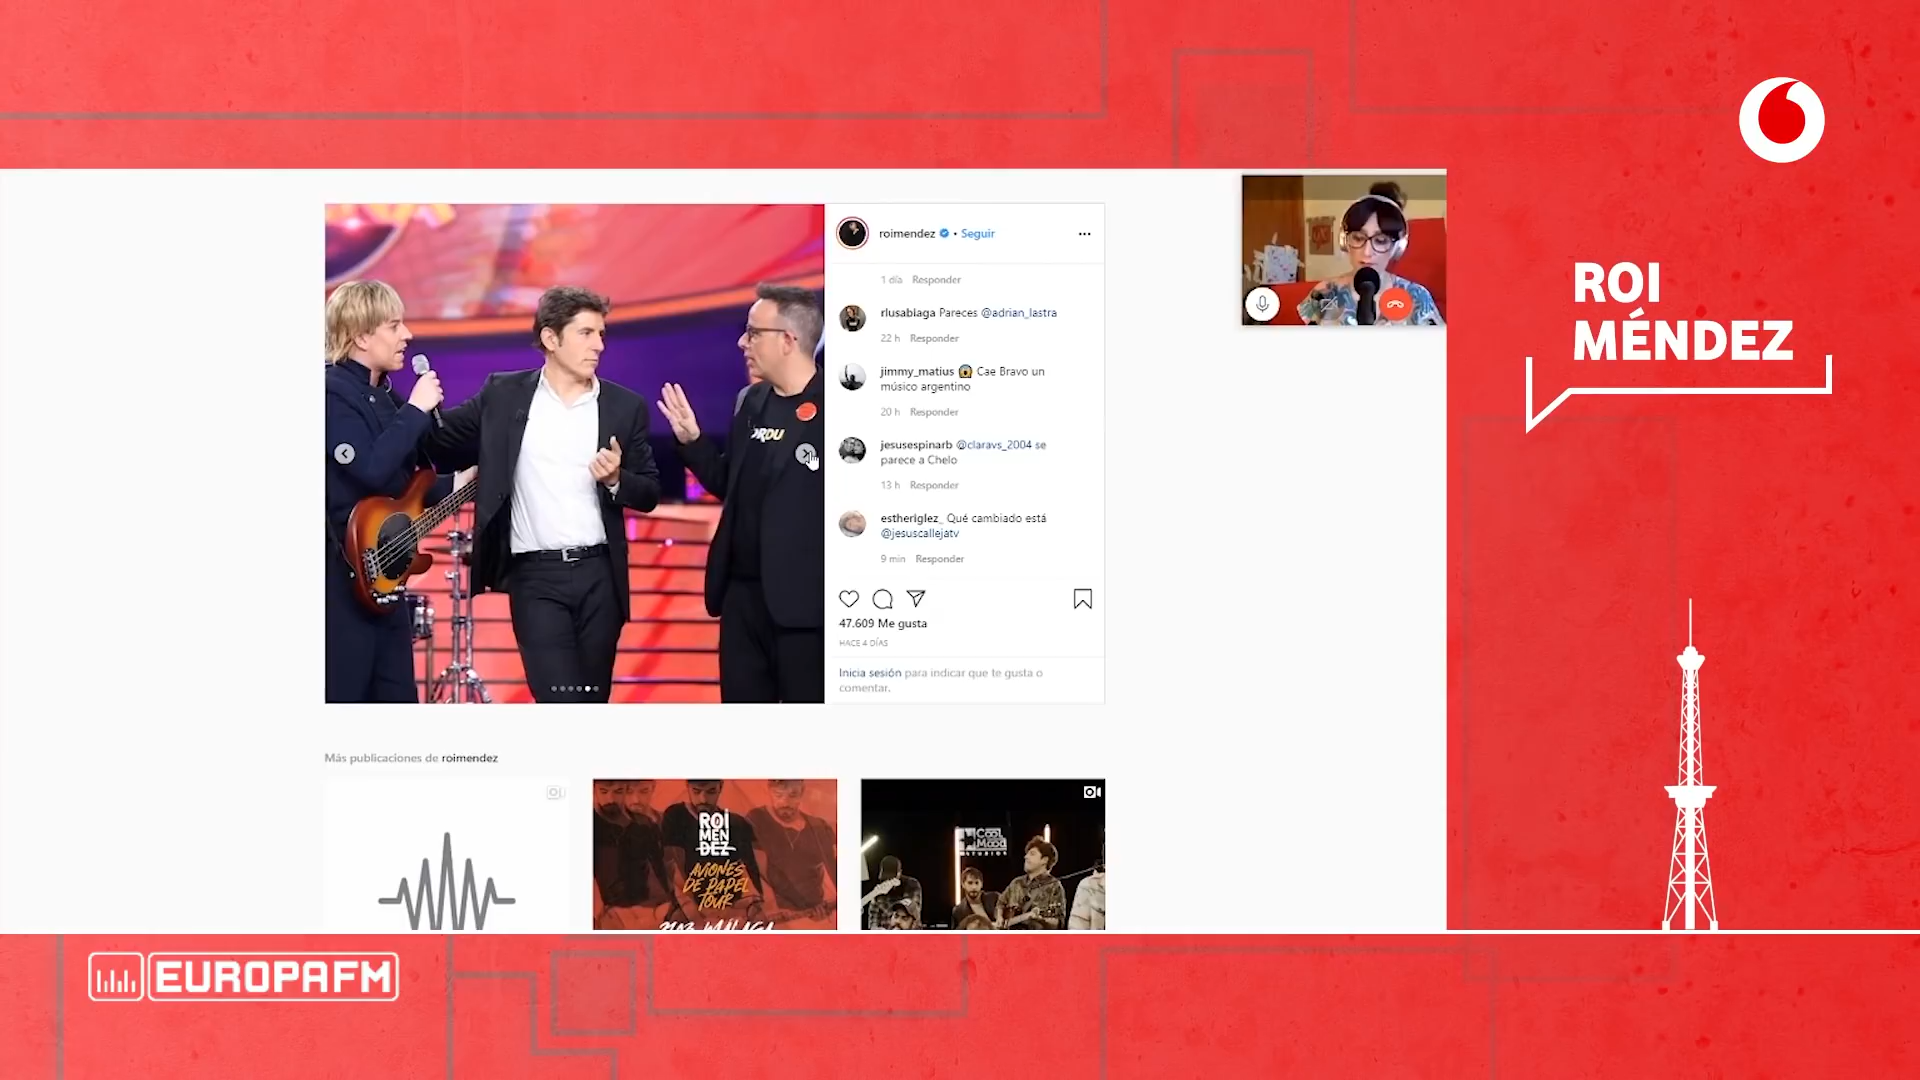 roimendez • Seguir
1 día Responder
rlusabiaga Pareces @adrian_lastra
22 h Responder
jimmy_matius 😱 Cae Bravo un
músico argentino
20 h Responder
jesusespinarb @claravs_2004 se
parece a Chelo
13 h Responder
estheriglez_ Qué cambiado está
@jesuscallejatv
9 min Responder
47.609 Me gusta
HACE 4 DÍAS
Inicia sesión para indicar que te gusta o
comentar.
Más publicaciones de roimendez
ROI
MEN
DEZ
AVIONES
DE PAPEL
TOUR
COOL
MOOD
STUDIOS
ROI
MÉNDEZ
EUROPAFM